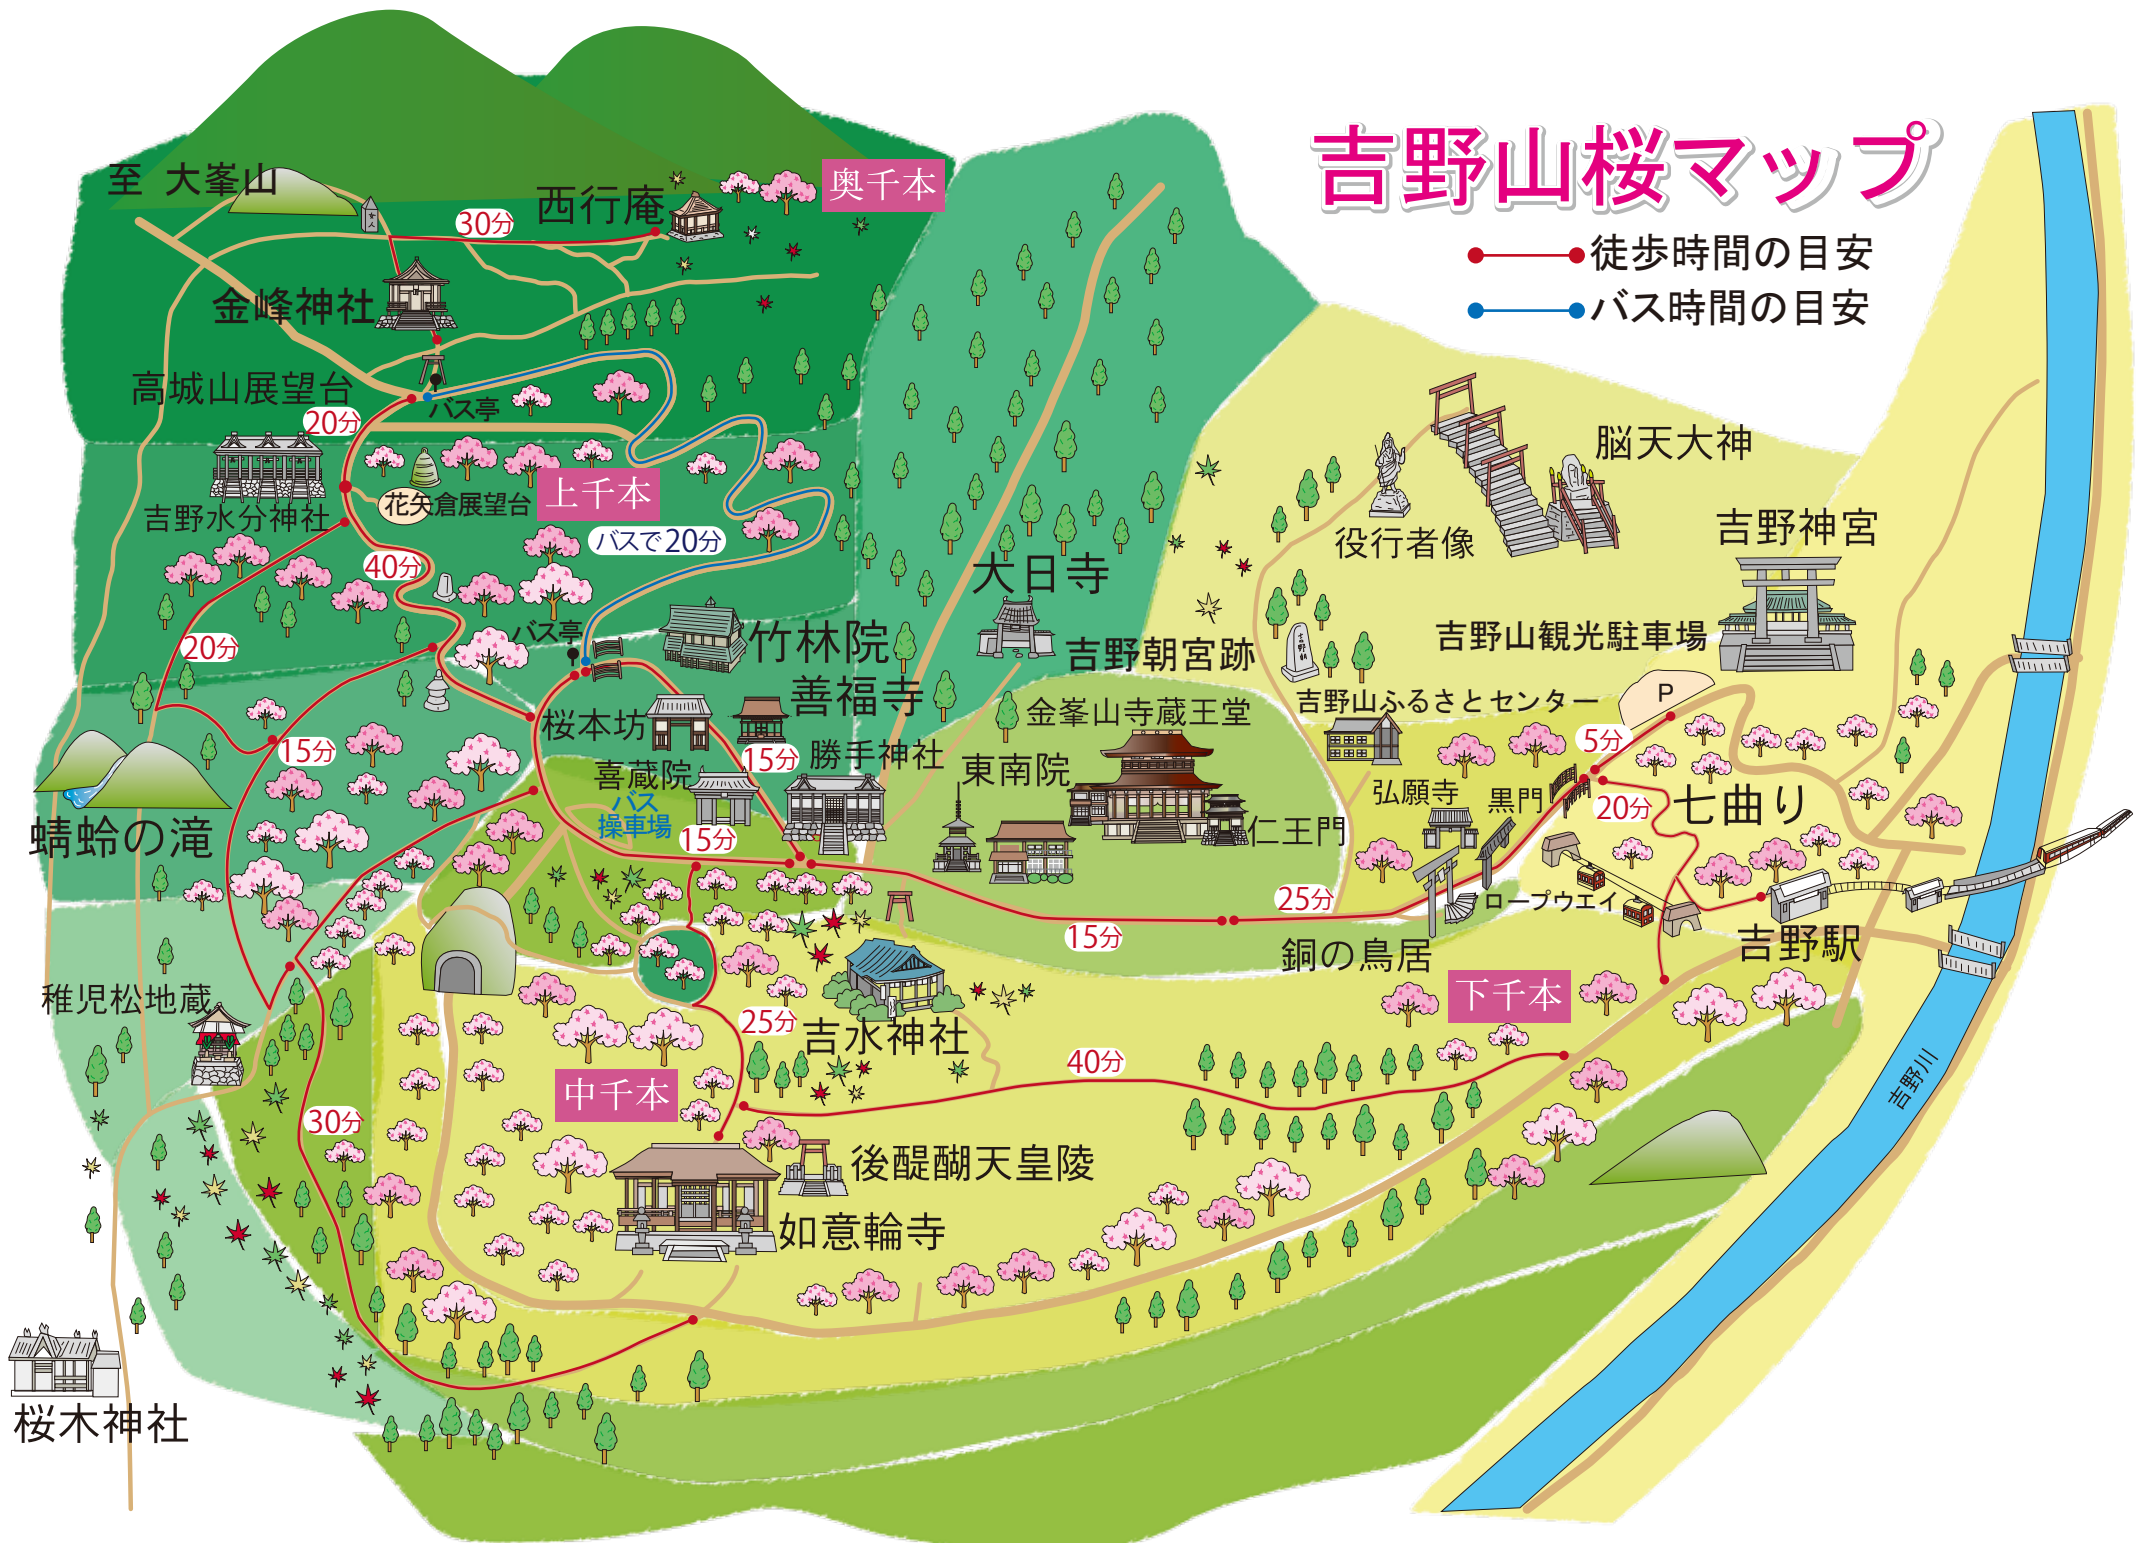 吉野山桜マップ
徒歩時間の目安
バス時間の目安
至 大峯山
西行庵
奥千本
30分
金峰神社
高城山展望台
バス亭
20分
上千本
花矢倉展望台
吉野水分神社
バスで20分
40分
20分
バス亭
竹林院
善福寺
桜本坊
15分
15分
勝手神社
喜蔵院
バス
操車場
15分
蜻蛉の滝
稚児松地蔵
30分
桜木神社
大日寺
吉野朝宮跡
金峯山寺蔵王堂
東南院
仁王門
15分
25分
脳天大神
役行者像
吉野神宮
吉野山観光駐車場
P
吉野山ふるさとセンター
5分
弘願寺
黒門
20分
七曲り
ロープウエイ
銅の鳥居
吉野駅
下千本
吉水神社
25分
40分
中千本
後醍醐天皇陵
如意輪寺
吉野川